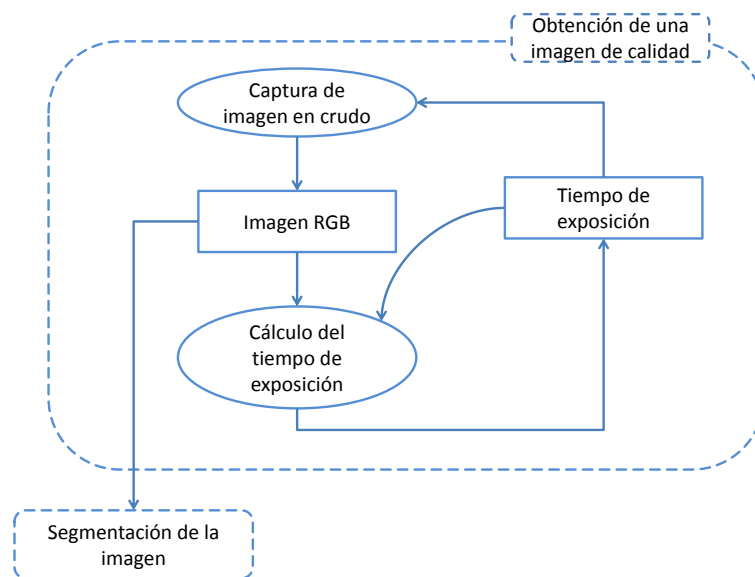 Obtención de una
imagen de calidad
Captura de
imagen en crudo
Imagen RGB
Tiempo de
exposición
Cálculo del
tiempo de
exposición
Segmentación de la
imagen